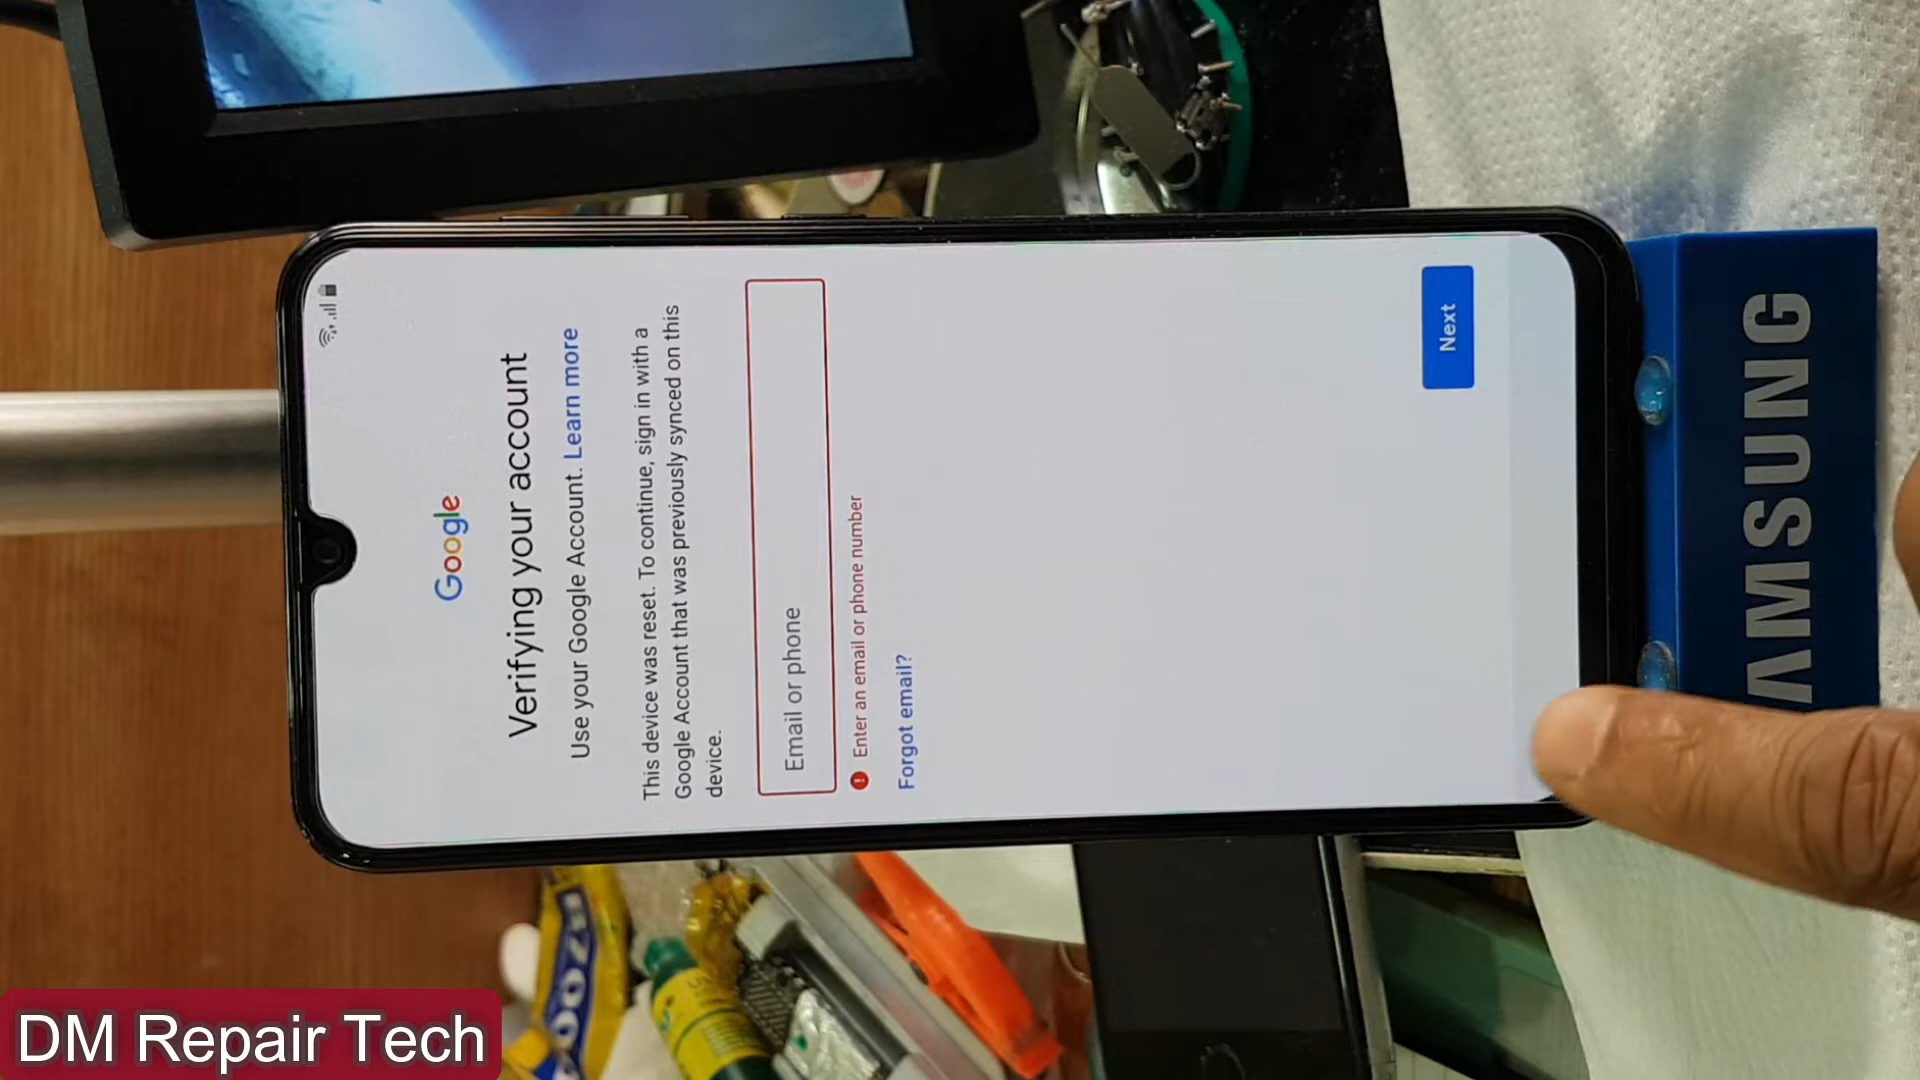 Google
Verifying your account
Use your Google Account. Learn more
This device was reset. To continue, sign in with a
Google Account that was previously synced on this
device.
Email or phone
Enter an email or phone number
Forgot email?
Next
SAMSUNG
DM Repair Tech